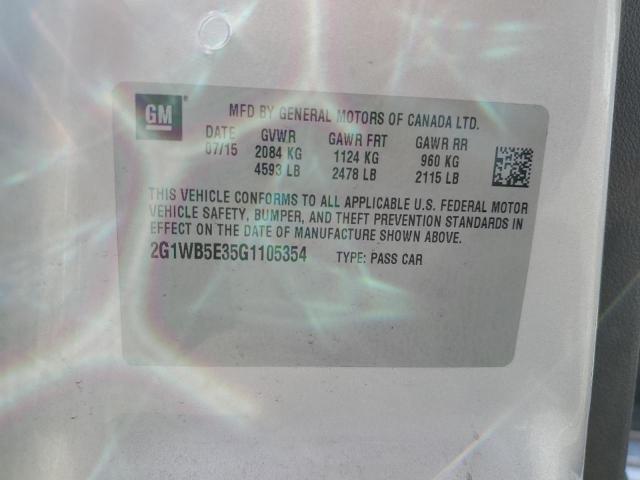 GM
MFD BY GENERAL MOTORS OF CANADA LTD.
DATE GVWR GAWR FRT GAWR RR
07/15 2084 KG 1124 KG 960 KG
4593 LB 2478 LB 2115 LB
THIS VEHICLE CONFORMS TO ALL APPLICABLE U.S. FEDERAL MOTOR
VEHICLE SAFETY, BUMPER, AND THEFT PREVENTION STANDARDS IN
EFFECT ON THE DATE OF MANUFACTURE SHOWN ABOVE.
2G1WB5E35G1105354 TYPE: PASS CAR